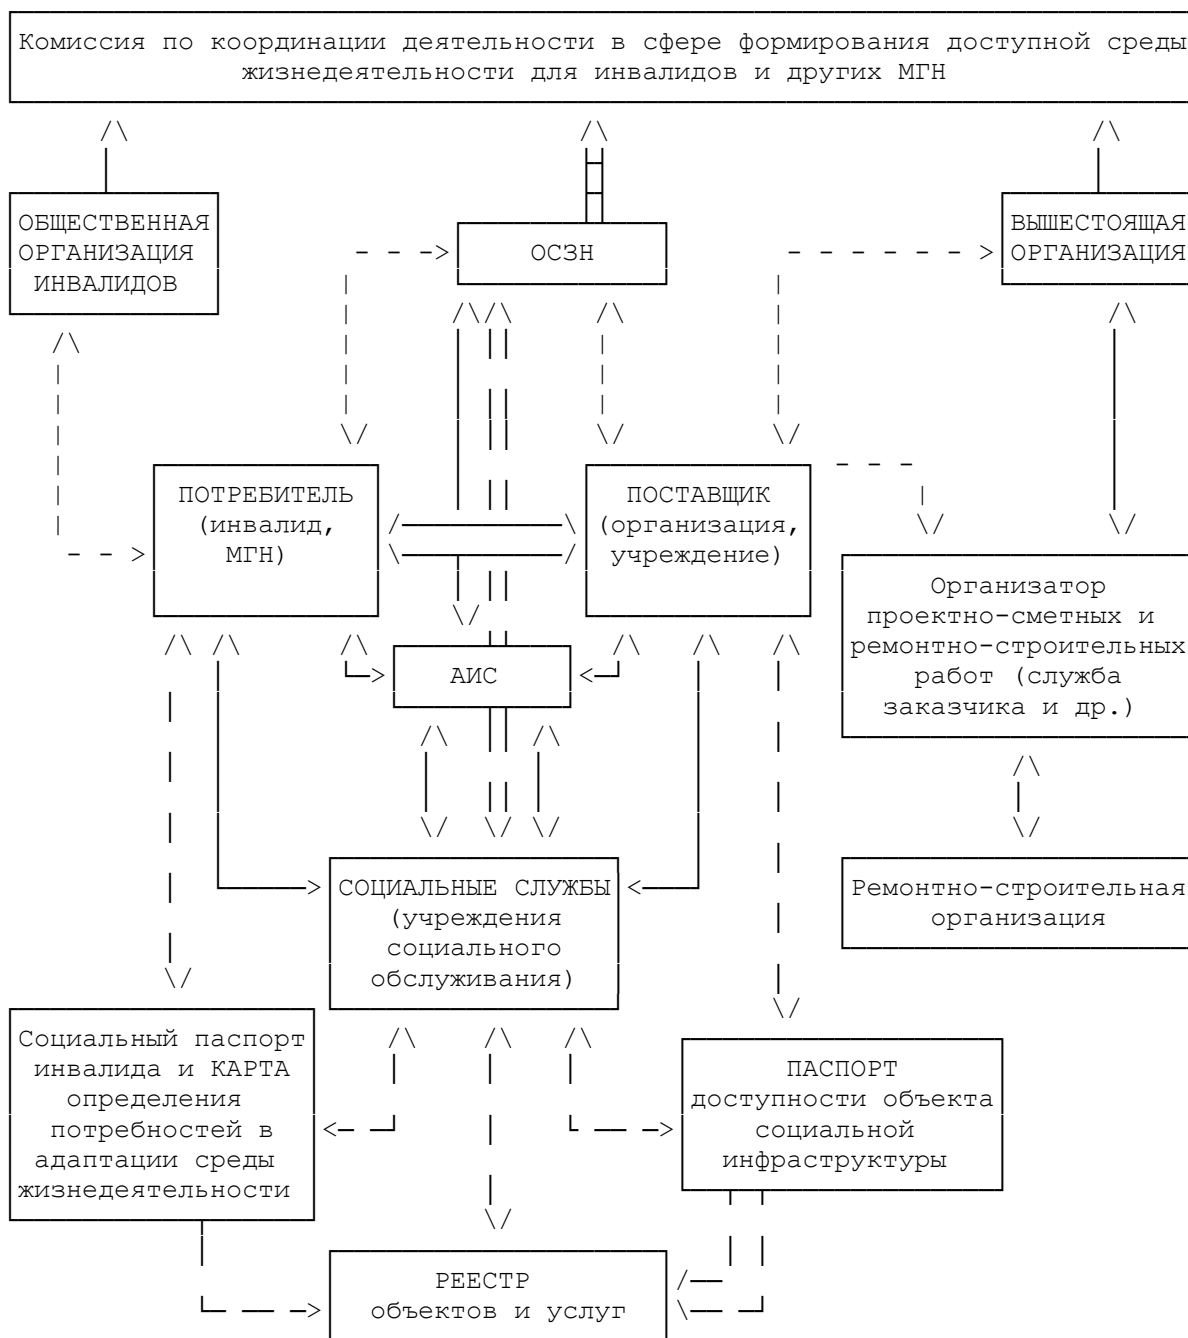 Комиссия по координации деятельности в сфере формирования доступной среды
жизнедеятельности для инвалидов и других МГН
ОБЩЕСТВЕННАЯ
ОРГАНИЗАЦИЯ
ИНВАЛИДОВ
ОСЗН
ВЫШЕСТОЯЩАЯ
ОРГАНИЗАЦИЯ
ПОТРЕБИТЕЛЬ
(инвалид,
МГН)
ПОСТАВЩИК
(организация,
учреждение)
Организатор
проектно-сметных и
ремонтно-строительных
работ (служба
заказчика и др.)
АИС
СОЦИАЛЬНЫЕ СЛУЖБЫ
(учреждения
социального
обслуживания)
Ремонтно-строительная
организация
Социальный паспорт
инвалида и КАРТА
определения
потребностей в
адаптации среды
жизнедеятельности
ПАСПОРТ
доступности объекта
социальной
инфраструктуры
РЕЕСТР
объектов и услуг